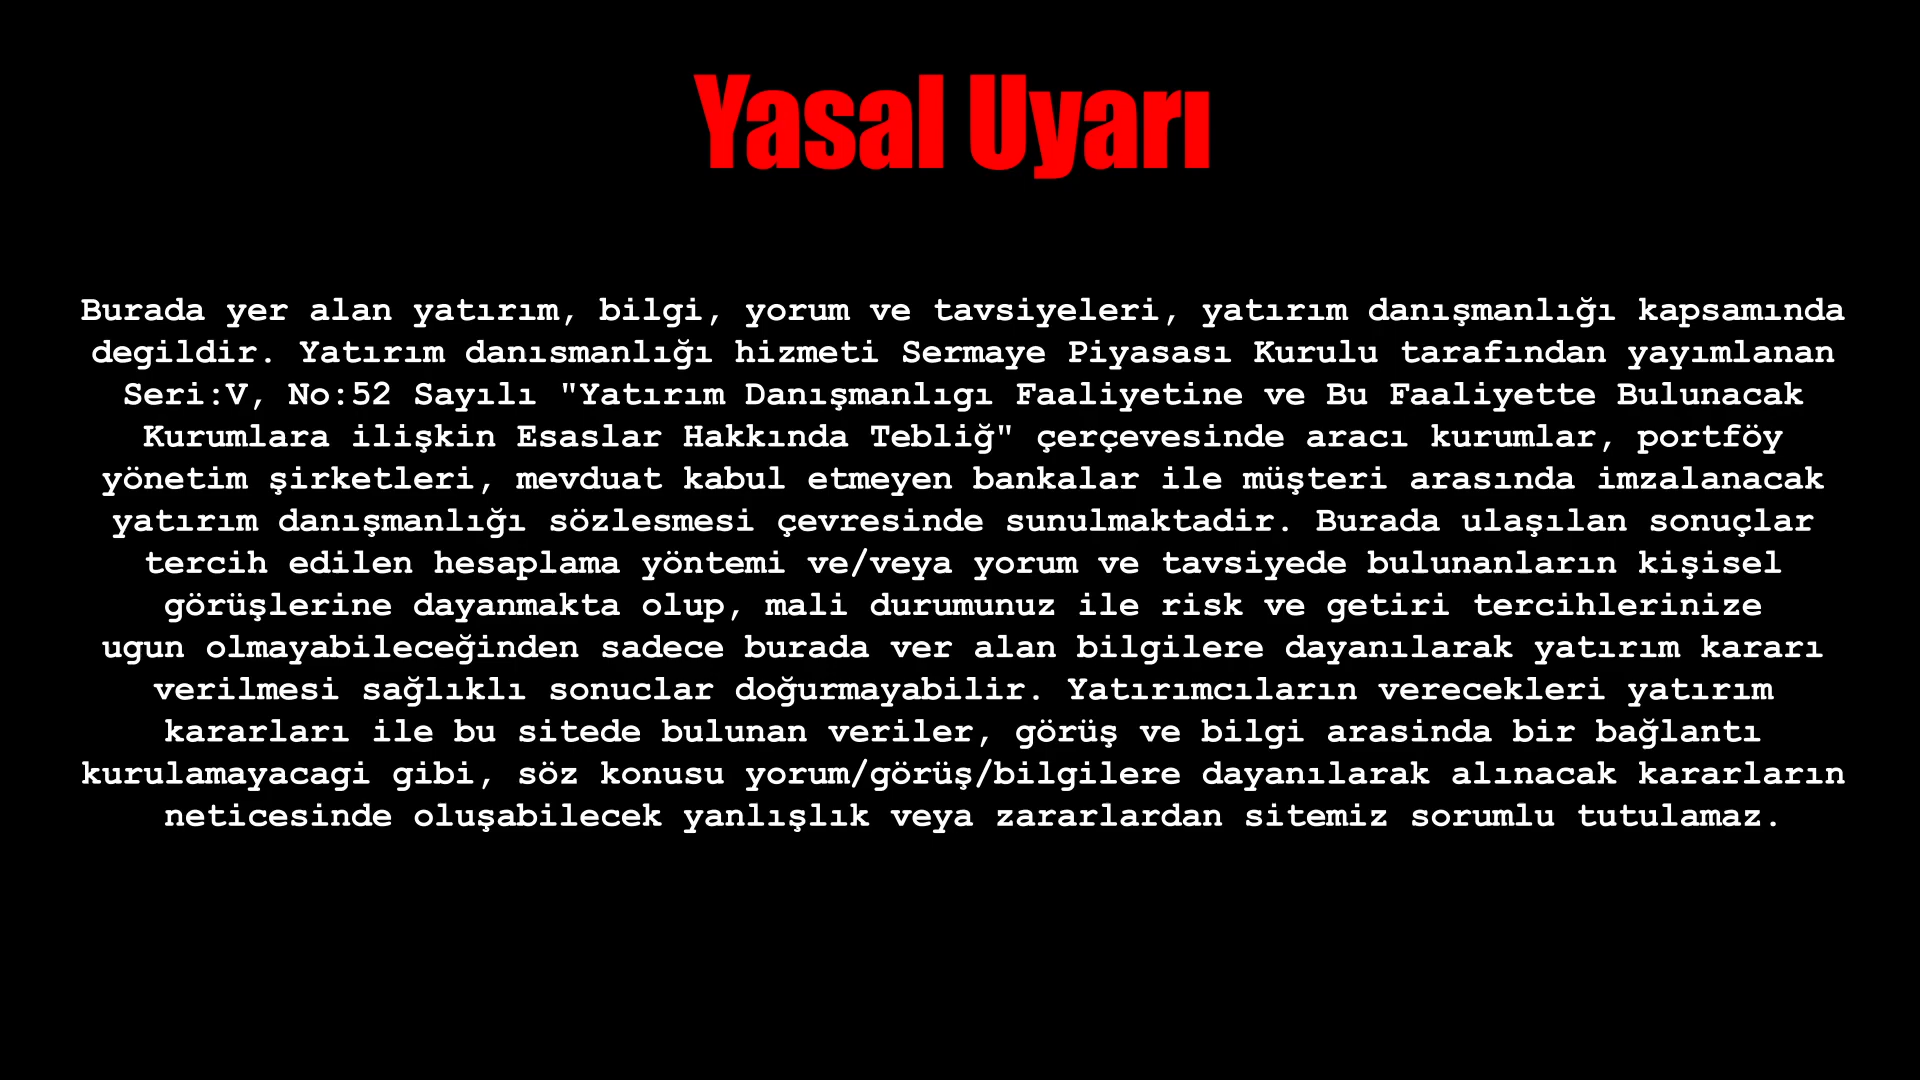 Yasal Uyarı
Burada yer alan yatırım, bilgi, yorum ve tavsiyeleri, yatırım danışmanlığı kapsamında
degildir. Yatırım danısmanlığı hizmeti Sermaye Piyasası Kurulu tarafından yayımlanan
Seri:V, No:52 Sayılı "Yatırım Danışmanlıgı Faaliyetine ve Bu Faaliyette Bulunacak
Kurumlara ilişkin Esaslar Hakkında Tebliğ" çerçevesinde aracı kurumlar, portföy
yönetim şirketleri, mevduat kabul etmeyen bankalar ile müşteri arasında imzalanacak
yatırım danışmanlığı sözlesmesi çevresinde sunulmaktadir. Burada ulaşılan sonuçlar
tercih edilen hesaplama yöntemi ve/veya yorum ve tavsiyede bulunanların kişisel
görüşlerine dayanmakta olup, mali durumunuz ile risk ve getiri tercihlerinize
ugun olmayabileceğinden sadece burada ver alan bilgilere dayanılarak yatırım kararı
verilmesi sağlıklı sonuclar doğurmayabilir. Yatırımcıların verecekleri yatırım
kararları ile bu sitede bulunan veriler, görüş ve bilgi arasinda bir bağlantı
kurulamayacagi gibi, söz konusu yorum/görüş/bilgilere dayanılarak alınacak kararların
neticesinde oluşabilecek yanlışlık veya zararlardan sitemiz sorumlu tutulamaz.